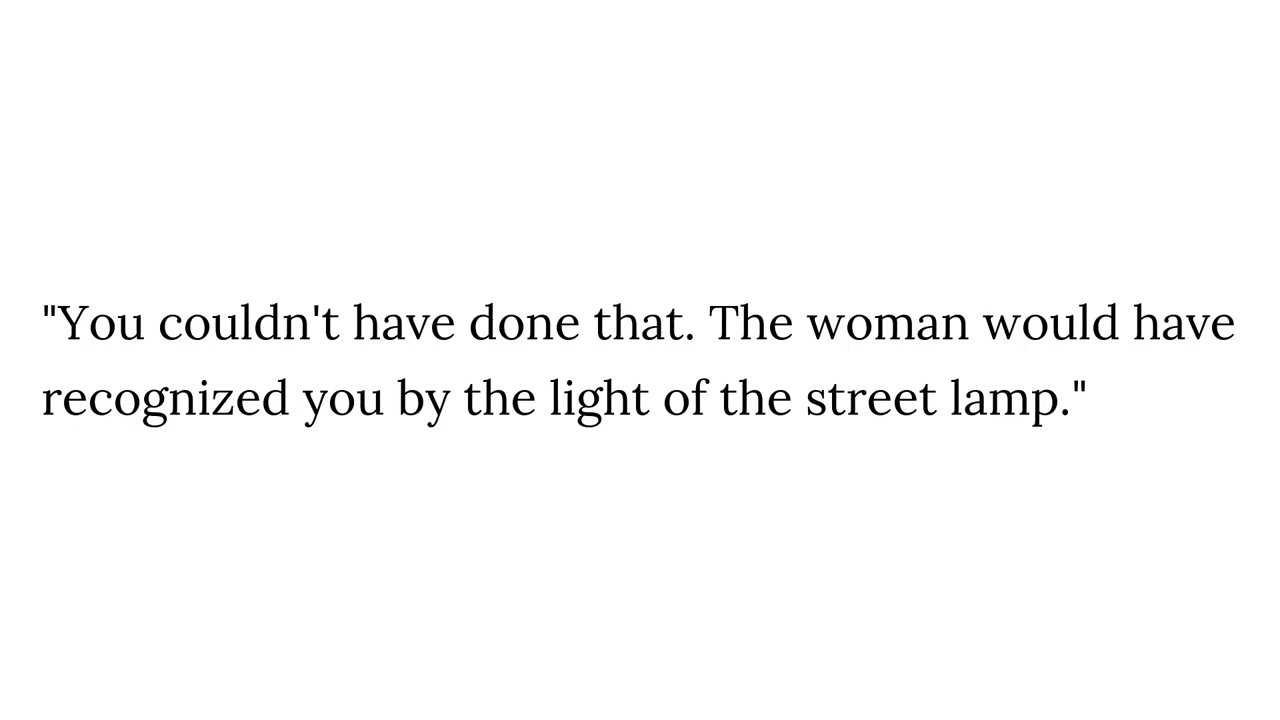 "You couldn't have done that. The woman would have
recognized you by the light of the street lamp."